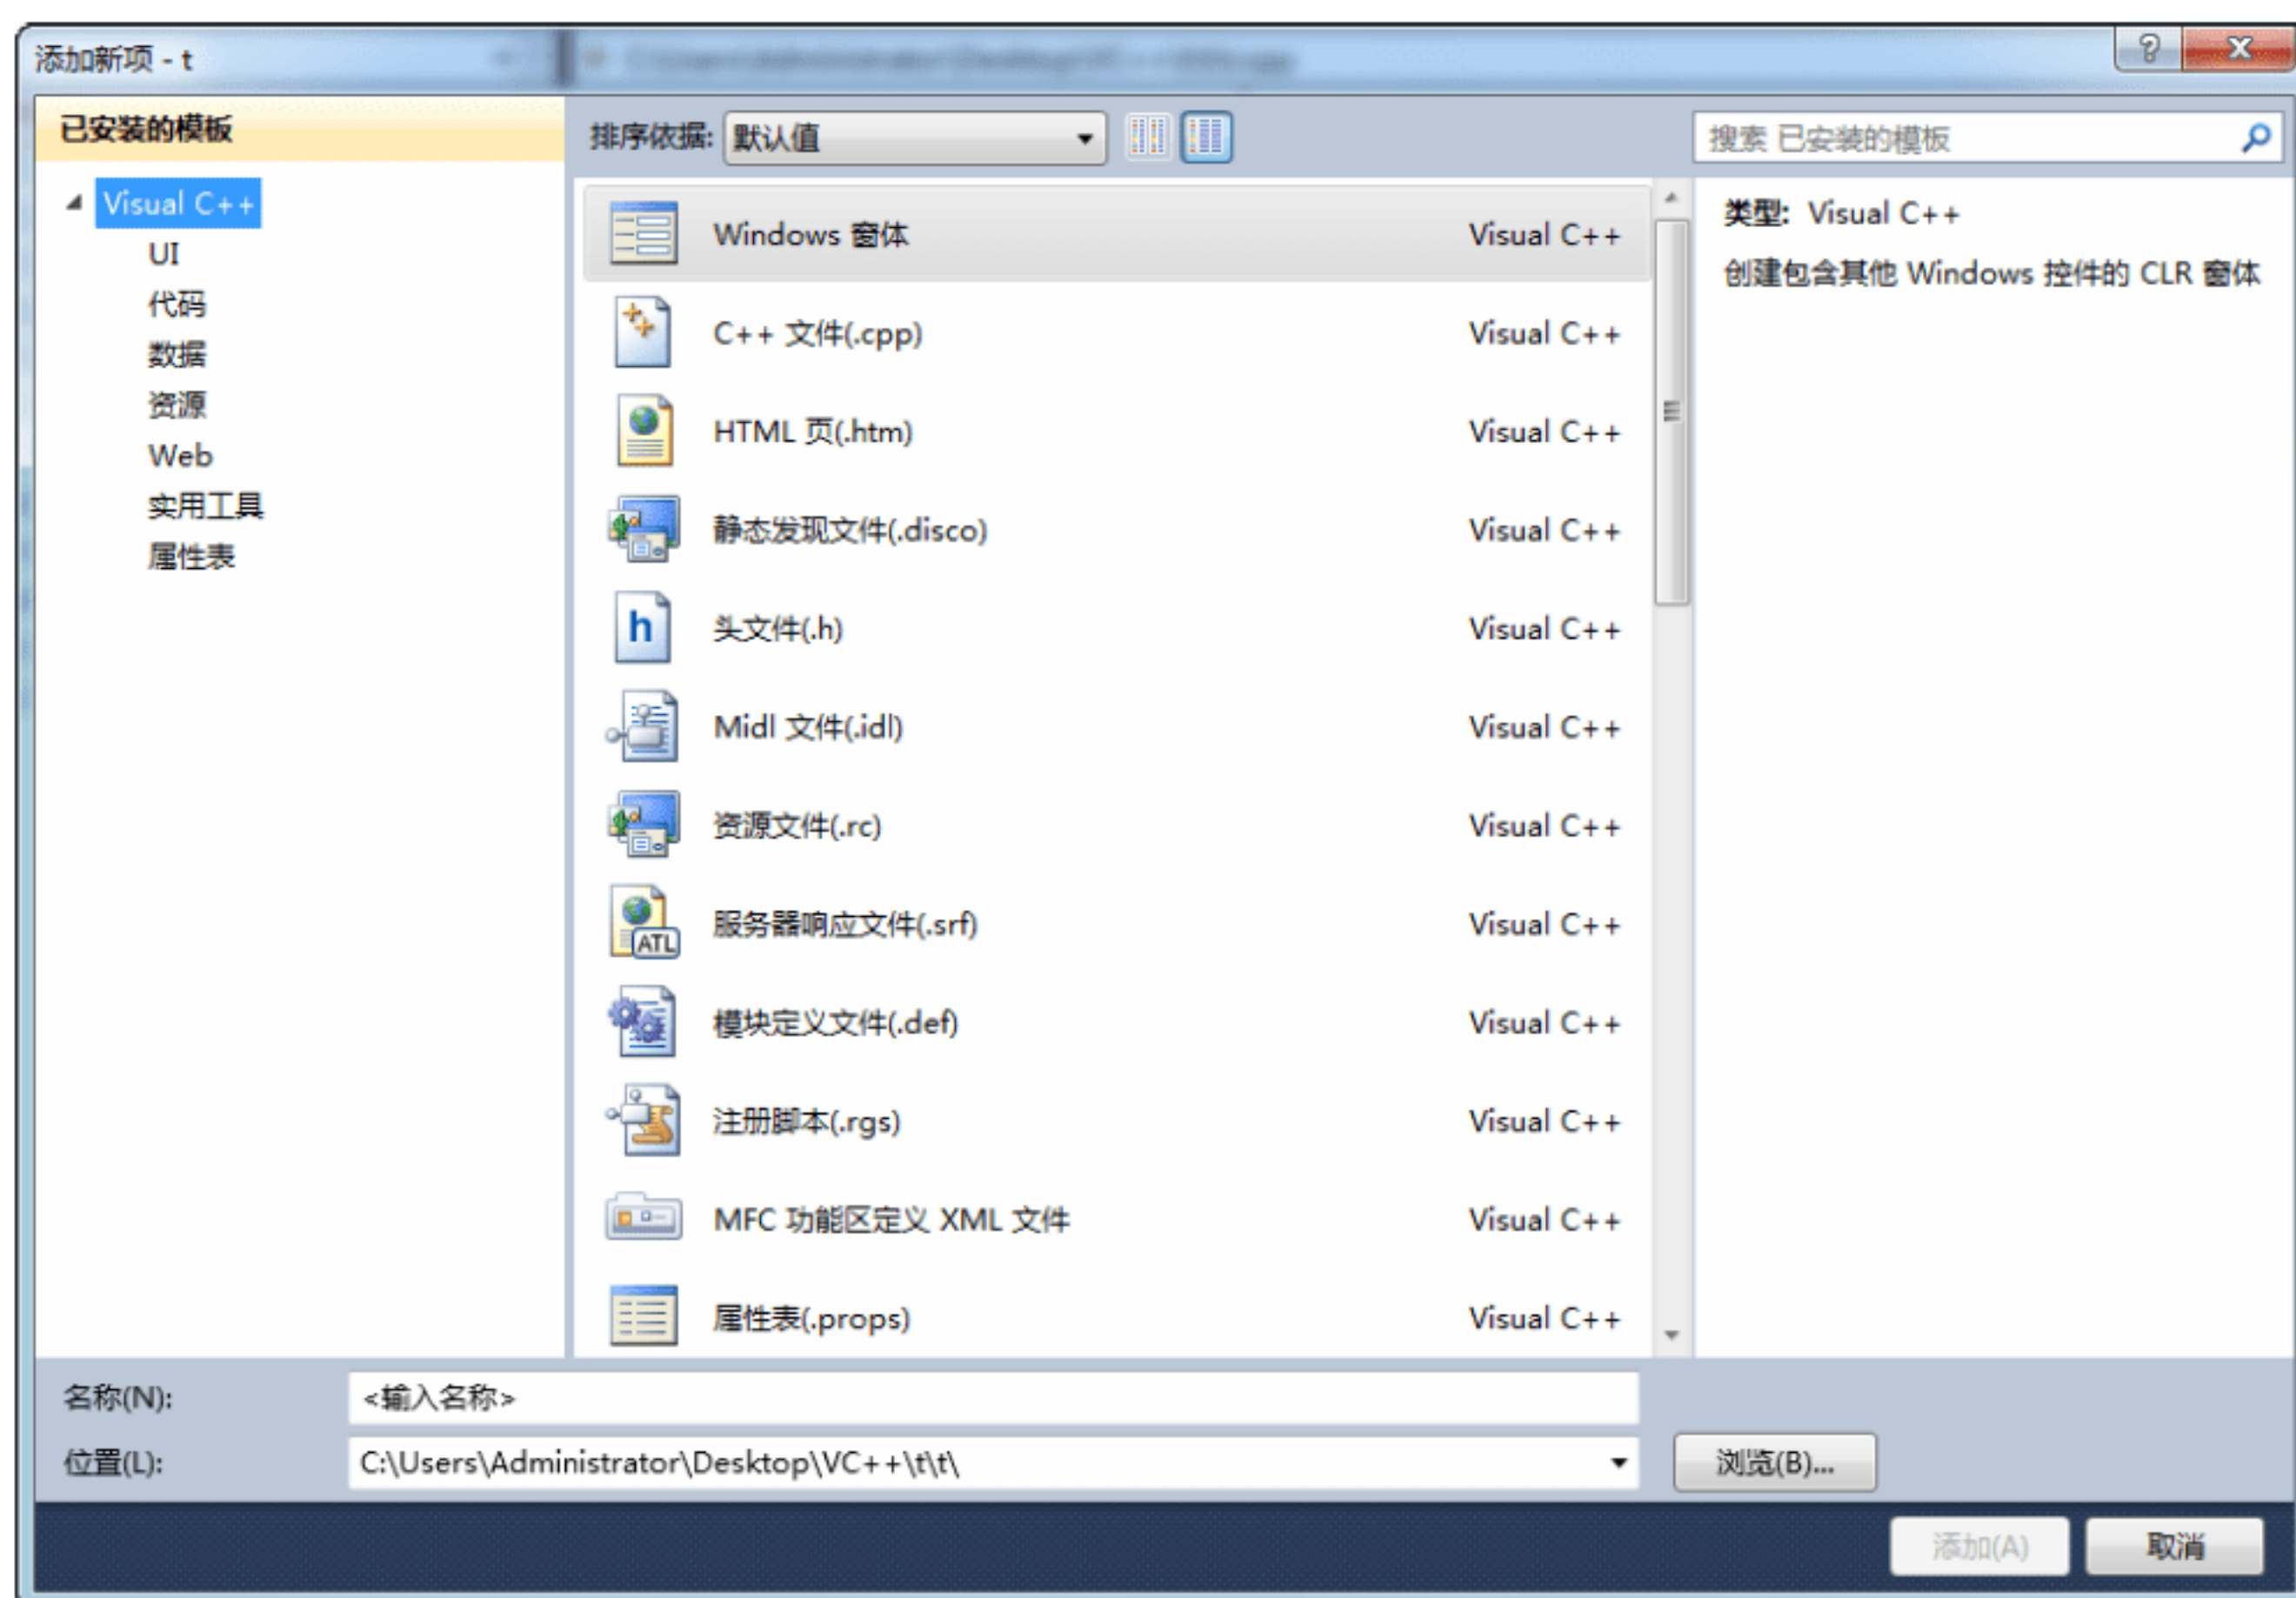 添加新项 - t
已安装的模板
Visual C++
UI
代码
数据
资源
Web
实用工具
属性表
排序依据: 默认值
搜索 已安装的模板
Windows 窗体 Visual C++
C++ 文件(.cpp) Visual C++
HTML 页(.htm) Visual C++
静态发现文件(.disco) Visual C++
头文件(.h) Visual C++
Midl 文件(.idl) Visual C++
资源文件(.rc) Visual C++
服务器响应文件(.srf) Visual C++
ATL
模块定义文件(.def) Visual C++
注册脚本(.rgs) Visual C++
MFC 功能区定义 XML 文件 Visual C++
属性表(.props) Visual C++
类型: Visual C++
创建包含其他 Windows 控件的 CLR 窗体
名称(N): <输入名称>
位置(L): C:\Users\Administrator\Desktop\VC++\t\t\
浏览(B)...
添加(A) 取消